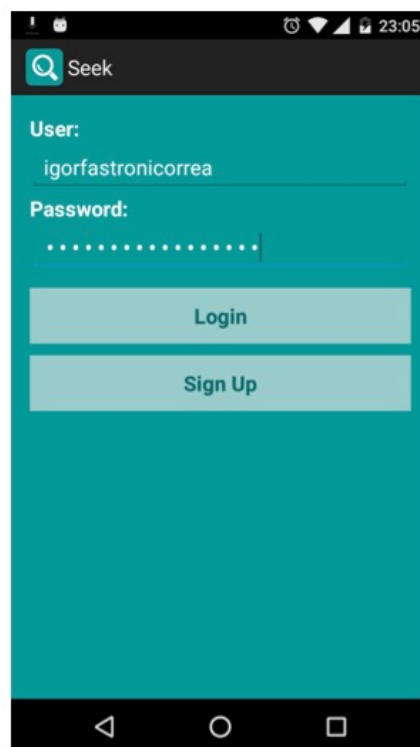 23:05
Seek
User:
igorfastronicorrea
Password:
•••••••••••••••••
Login
Sign Up